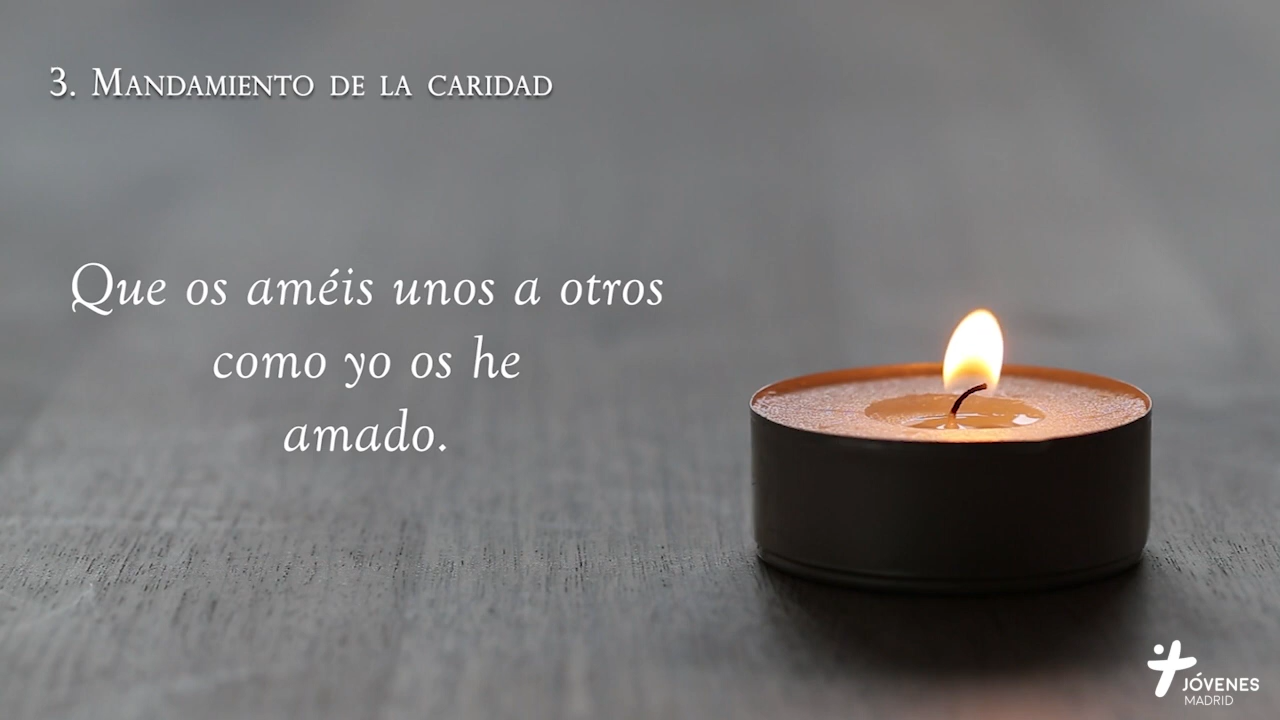 3. Mandamiento de la caridad
Que os améis unos a otros
como yo os he
amado.
JÓVENES
MADRID